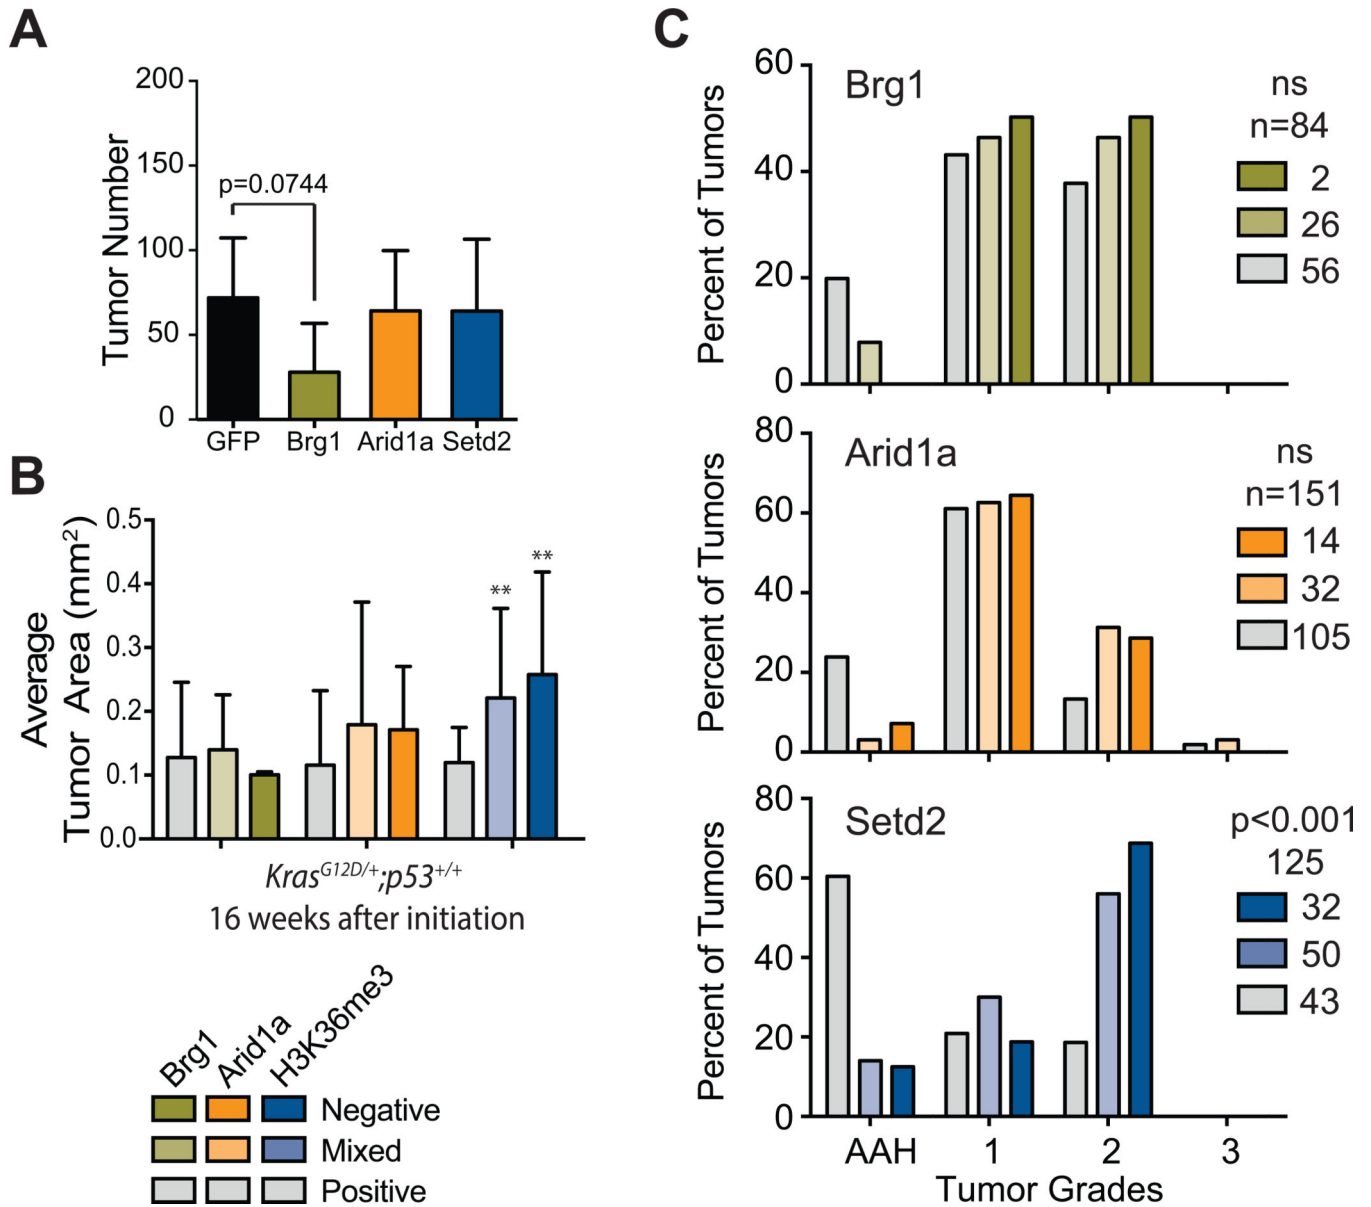 A
200
150
100
50
0
Tumor Number
p=0.0744
GFP Brg1 Arid1a Setd2
B
0.5
0.4
0.3
0.2
0.1
0.0
Average
Tumor Area (mm²)
**
**
Kras^G12D/+;p53^+/+
16 weeks after initiation
Brg1 Arid1a H3K36me3
Negative
Mixed
Positive
C
60
40
20
0
Percent of Tumors
Brg1
ns
n=84
2
26
56
80
60
40
20
0
Percent of Tumors
Arid1a
ns
n=151
14
32
105
80
60
40
20
0
Percent of Tumors
Setd2
p<0.001
125
32
50
43
AAH 1 2 3
Tumor Grades